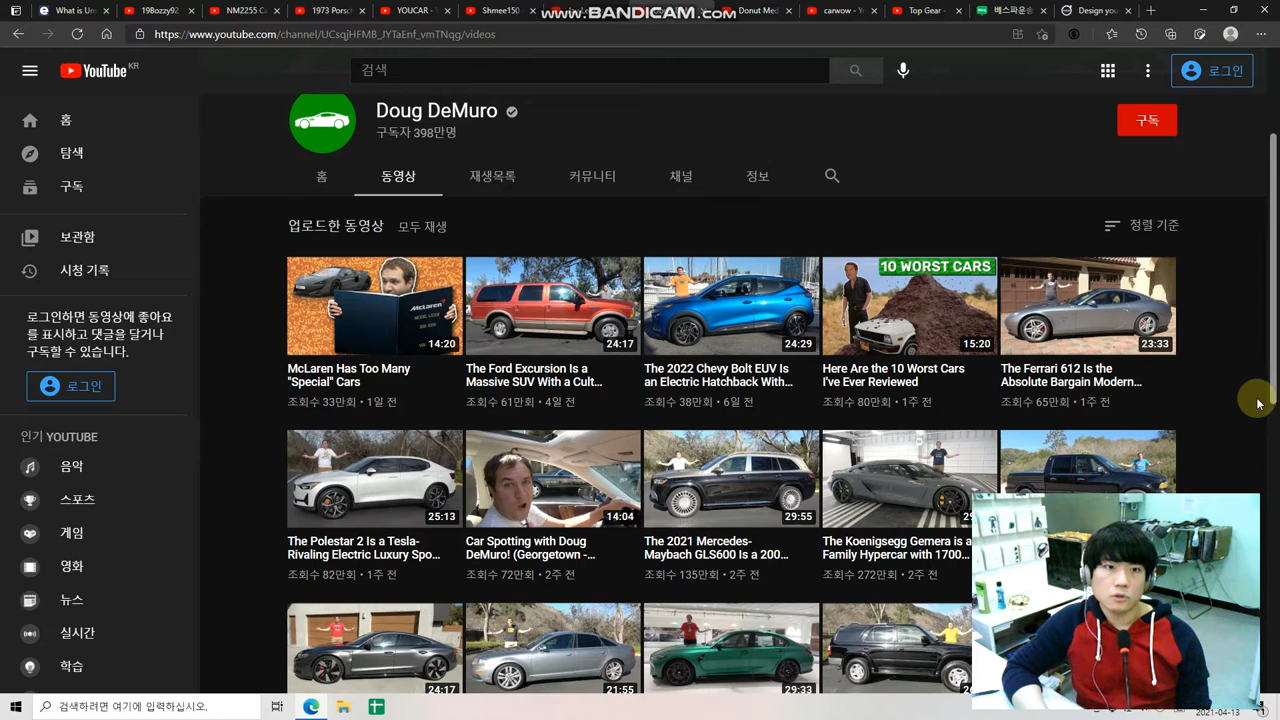 What is Un
19Bozzy92
NM2255 Ca
1973 Porsch
YOUCAR - Y
Shmee150
www.BANDICAM.com
Donut Med
carwow - Yo
Top Gear -
베스파운송
Design you
https://www.youtube.com/channel/UCsqjHFMB_JYTaEnf_vmTNqg/videos
YouTube KR
검색
로그인
홈
탐색
구독
보관함
시청 기록
로그인하면 동영상에 좋아요
를 표시하고 댓글을 달거나
구독할 수 있습니다.
로그인
인기 YOUTUBE
음악
스포츠
게임
영화
뉴스
실시간
학습
Doug DeMuro
구독자 398만명
구독
홈
동영상
재생목록
커뮤니티
채널
정보
업로드한 동영상
모두 재생
정렬 기준
McLaren
14:20
24:17
24:29
10 WORST CARS
15:20
23:33
McLaren Has Too Many
"Special" Cars
조회수 33만회 • 1일 전
The Ford Excursion Is a
Massive SUV With a Cult...
조회수 61만회 • 4일 전
The 2022 Chevy Bolt EUV Is
an Electric Hatchback With...
조회수 38만회 • 6일 전
Here Are the 10 Worst Cars
I've Ever Reviewed
조회수 80만회 • 1주 전
The Ferrari 612 Is the
Absolute Bargain Modern...
조회수 65만회 • 1주 전
25:13
14:04
29:55
The Polestar 2 Is a Tesla-
Rivaling Electric Luxury Spo...
조회수 82만회 • 1주 전
Car Spotting with Doug
DeMuro! (Georgetown -...
조회수 72만회 • 2주 전
The 2021 Mercedes-
Maybach GLS600 Is a 200...
조회수 135만회 • 2주 전
The Koenigsegg Gemera is a
Family Hypercar with 1700...
조회수 272만회 • 2주 전
24:17
21:55
29:33
검색하려면 여기에 입력하십시오.
2021-04-13